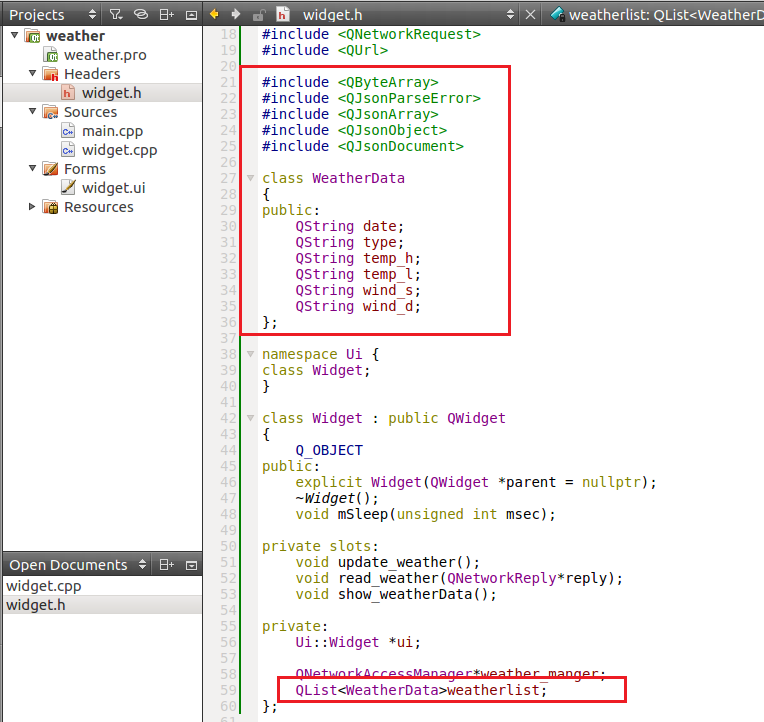 Projects
widget.h
weatherlist: QList<WeatherD
weather
weather.pro
Headers
widget.h
Sources
main.cpp
widget.cpp
Forms
widget.ui
Resources
Open Documents
widget.cpp
widget.h
18 #include <QNetworkRequest>
19 #include <QUrl>
20
21 #include <QByteArray>
22 #include <QJsonParseError>
23 #include <QJsonArray>
24 #include <QJsonObject>
25 #include <QJsonDocument>
26
27 class WeatherData
28 {
29 public:
30 QString date;
31 QString type;
32 QString temp_h;
33 QString temp_l;
34 QString wind_s;
35 QString wind_d;
36 };
37
38 namespace Ui {
39 class Widget;
40 }
41
42 class Widget : public QWidget
43 {
44 Q_OBJECT
45 public:
46 explicit Widget(QWidget *parent = nullptr);
47 ~Widget();
48 void mSleep(unsigned int msec);
49
50 private slots:
51 void update_weather();
52 void read_weather(QNetworkReply*reply);
53 void show_weatherData();
54
55 private:
56 Ui::Widget *ui;
57
58 QNetworkAccessManager*weather_manger;
59 QList<WeatherData>weatherlist;
60 };
61